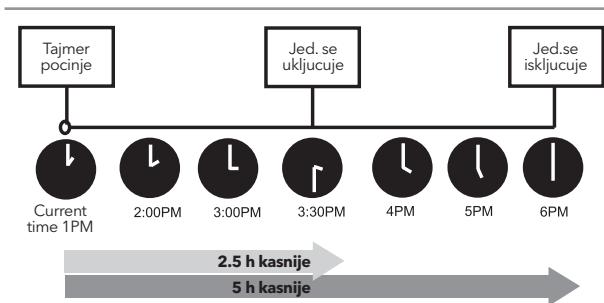 Tajmer
pocinje
Jed. se
ukljucuje
Jed.se
iskljucuje
Current
time 1PM
2:00PM
3:00PM
3:30PM
4PM
5PM
6PM
2.5 h kasnije
5 h kasnije